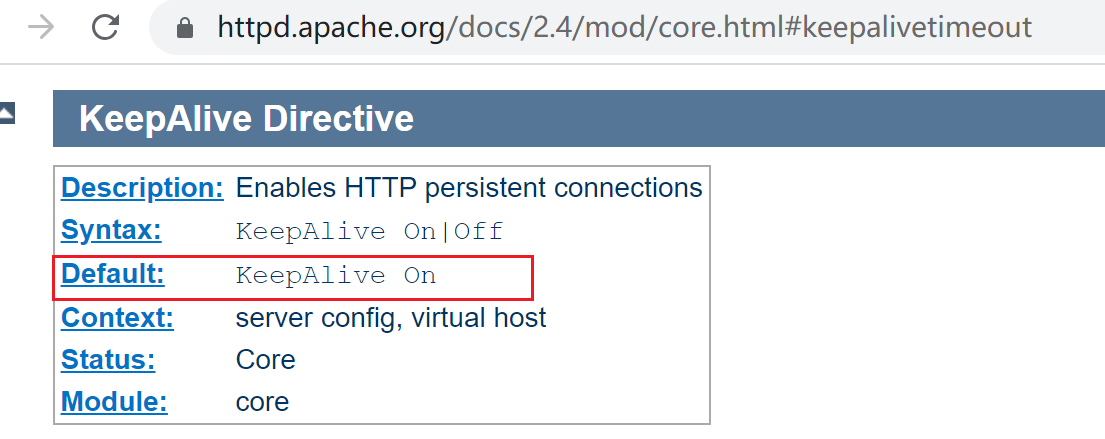 httpd.apache.org/docs/2.4/mod/core.html#keepalivetimeout
KeepAlive Directive
Description: Enables HTTP persistent connections
Syntax: KeepAlive On|Off
Default: KeepAlive On
Context: server config, virtual host
Status: Core
Module: core